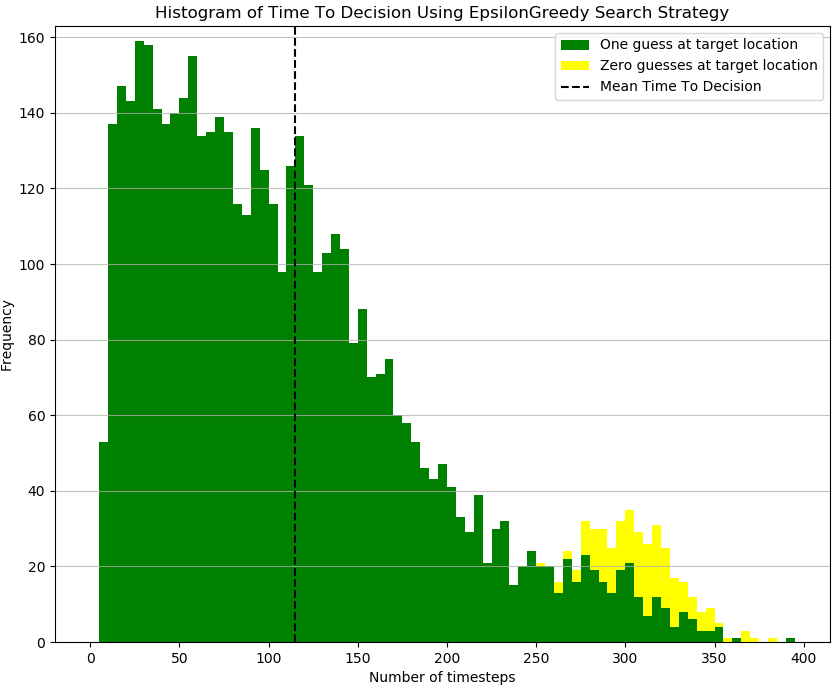 Histogram of Time To Decision Using EpsilonGreedy Search Strategy
One guess at target location
Zero guesses at target location
Mean Time To Decision
Frequency
160
140
120
100
80
60
40
20
0
0 50 100 150 200 250 300 350 400
Number of timesteps